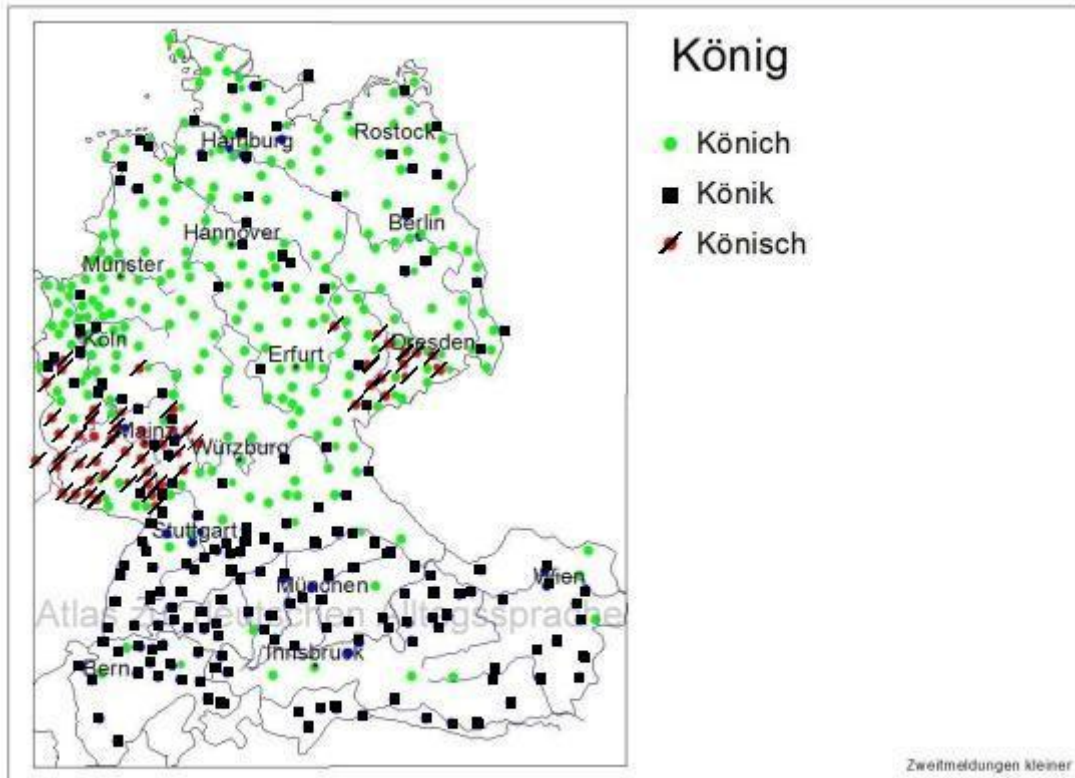 König
Könich
Könik
Könisch
Rostock
Hamburg
Berlin
Hannover
Münster
Köln
Dresden
Erfurt
Mainz
Würzburg
Stuttgart
Wien
München
Atlas zur deutschen Alltagssprache
Innsbruck
Bern
Zweitmeldungen kleiner